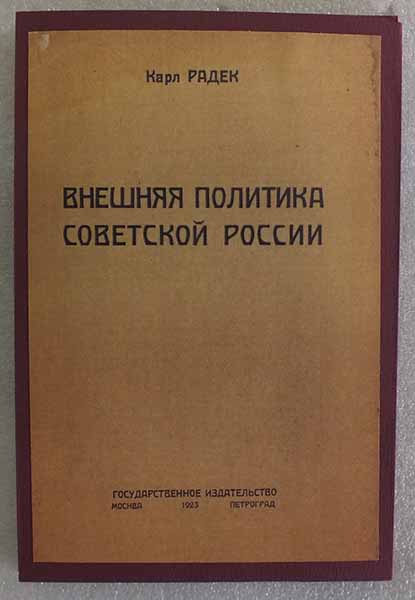 Карл РАДЕК
ВНЕШНЯЯ ПОЛИТИКА
СОВЕТСКОЙ РОССИИ
ГОСУДАРСТВЕННОЕ ИЗДАТЕЛЬСТВО
МОСКВА 1923 ПЕТРОГРАД